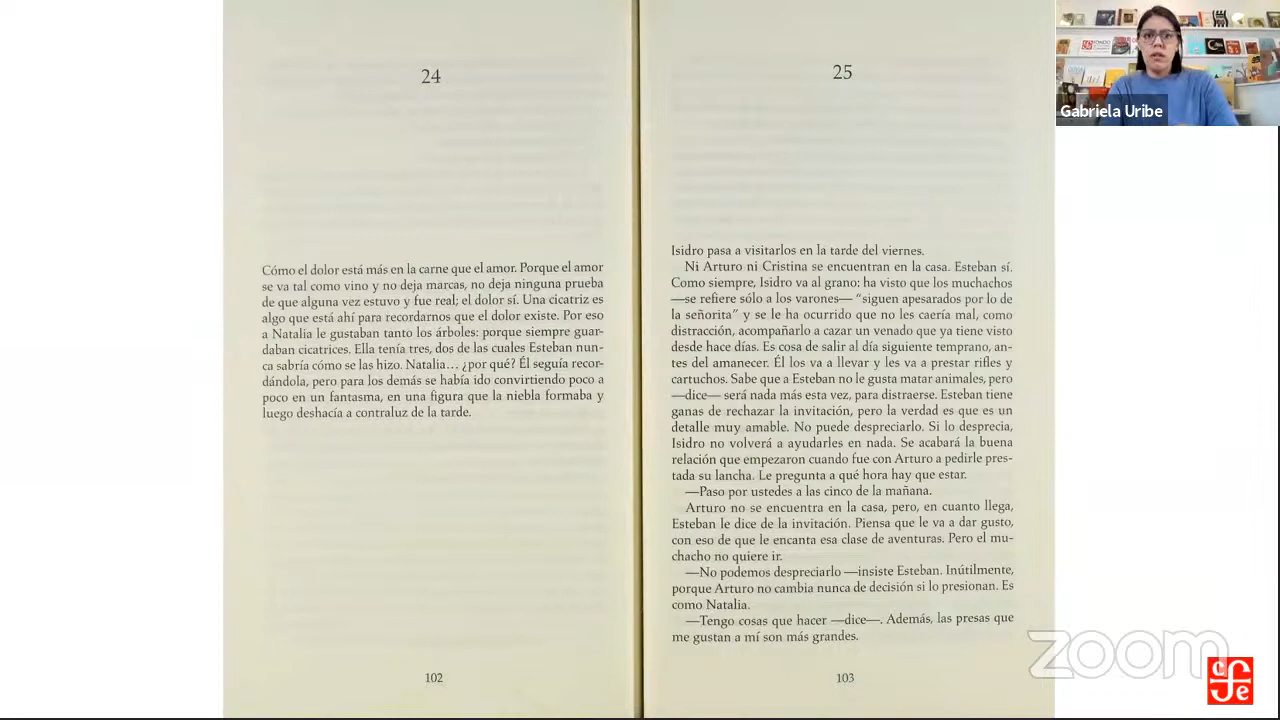 24
Cómo el dolor está más en la carne que el amor. Porque el amor
se va tal como vino y no deja marcas, no deja ninguna prueba
de que alguna vez estuvo y fue real; el dolor sí. Una cicatriz es
algo que está ahí para recordarnos que el dolor existe. Por eso
a Natalia le gustaban tanto los árboles: porque siempre guar-
daban cicatrices. Ella tenía tres, dos de las cuales Esteban nun-
ca sabría cómo se las hizo. Natalia… ¿por qué? Él seguía recor-
dándola, pero para los demás se había ido convirtiendo poco a
poco en un fantasma, en una figura que la niebla formaba y
luego deshacía a contraluz de la tarde.
102
25
Isidro pasa a visitarlos en la tarde del viernes.
Ni Arturo ni Cristina se encuentran en la casa. Esteban sí.
Como siempre, Isidro va al grano: ha visto que los muchachos
—se refiere sólo a los varones— “siguen apesarados por lo de
la señorita” y se le ha ocurrido que no les caería mal, como
distracción, acompañarlo a cazar un venado que ya tiene visto
desde hace días. Es cosa de salir al día siguiente temprano, an-
tes del amanecer. Él los va a llevar y les va a prestar rifles y
cartuchos. Sabe que a Esteban no le gusta matar animales, pero
—dice— será nada más esta vez, para distraerse. Esteban tiene
ganas de rechazar la invitación, pero la verdad es que es un
detalle muy amable. No puede despreciarlo. Si lo desprecia,
Isidro no volverá a ayudarles en nada. Se acabará la buena
relación que empezaron cuando fue con Arturo a pedirle pres-
tada su lancha. Le pregunta a qué hora hay que estar.
—Paso por ustedes a las cinco de la mañana.
Arturo no se encuentra en la casa, pero, en cuanto llega,
Esteban le dice de la invitación. Piensa que le va a dar gusto,
con eso de que le encanta esa clase de aventuras. Pero el mu-
chacho no quiere ir.
—No podemos despreciarlo —insiste Esteban. Inútilmente,
porque Arturo no cambia nunca de decisión si lo presionan. Es
como Natalia.
—Tengo cosas que hacer —dice—. Además, las presas que
me gustan a mí son más grandes.
103
Gabriela Uribe
zoom